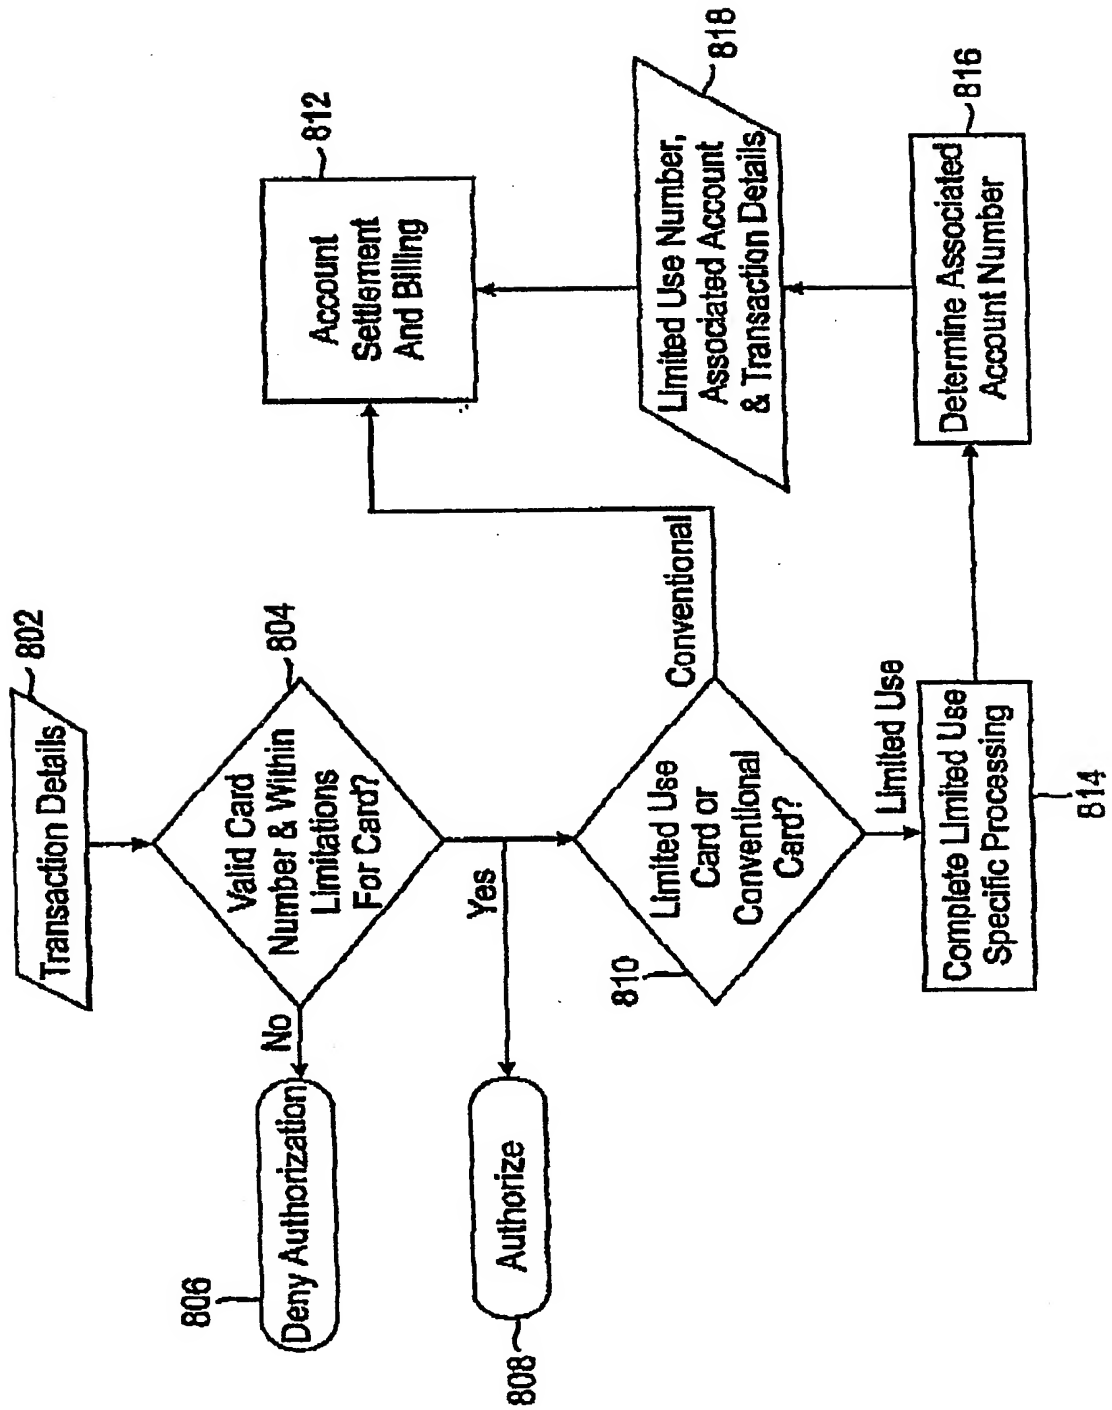 802
Transaction Details
804
Valid Card
Number & Within
Limitations
For Card?
No
806
Deny Authorization
Yes
808
Authorize
810
Limited Use
Card or
Conventional
Card?
Conventional
812
Account
Settlement
And Billing
Limited Use
Complete Limited Use
Specific Processing
814
Determine Associated
Account Number
816
Limited Use Number,
Associated Account
& Transaction Details
818